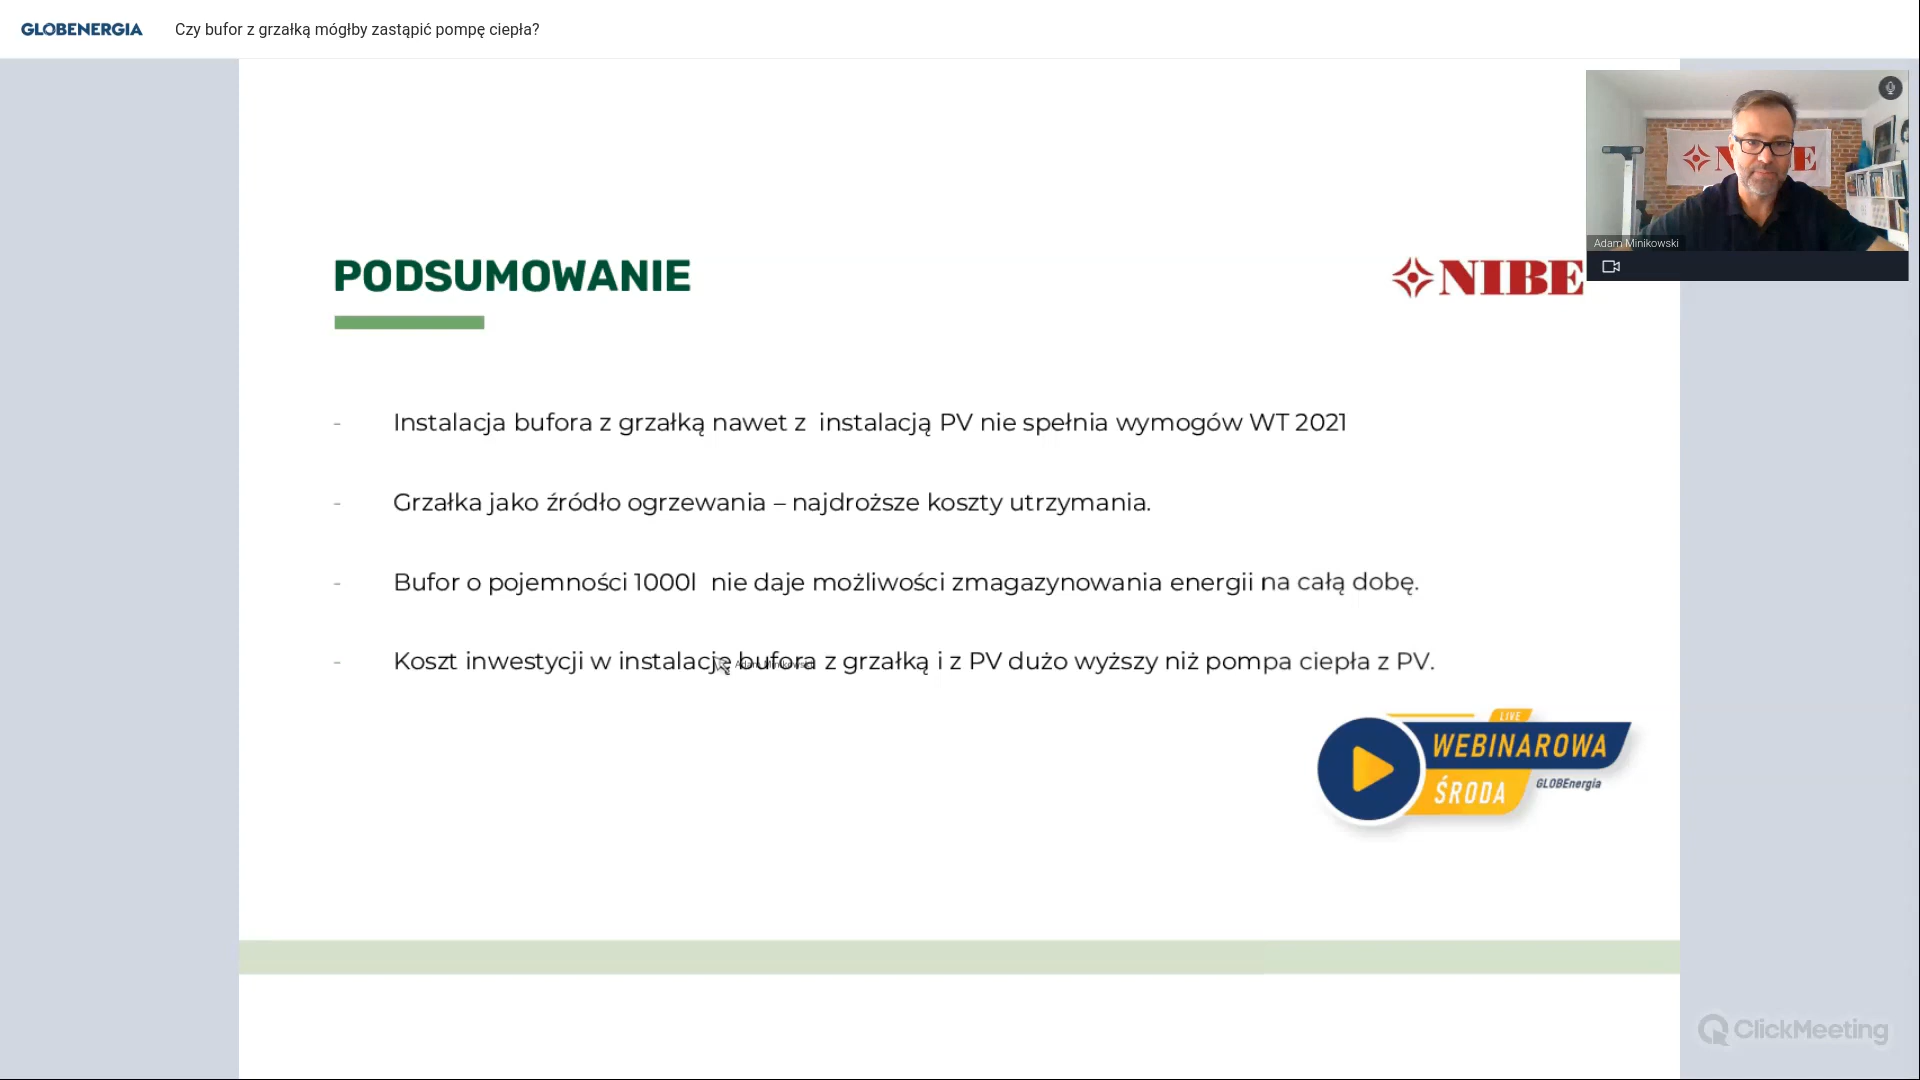 GLOBENERGIA
Czy bufor z grzałką mógłby zastąpić pompę ciepła?
NIBE
Adam Minikowski
PODSUMOWANIE
NIBE
- Instalacja bufora z grzałką nawet z instalacją PV nie spełnia wymogów WT 2021
- Grzałka jako źródło ogrzewania – najdroższe koszty utrzymania.
- Bufor o pojemności 1000l nie daje możliwości zmagazynowania energii na całą dobę.
- Koszt inwestycji w instalację bufora z grzałką i z PV dużo wyższy niż pompa ciepła z PV.
Adam Minikowski
LIVE
WEBINAROWA
ŚRODA
GLOBEnergia
ClickMeeting